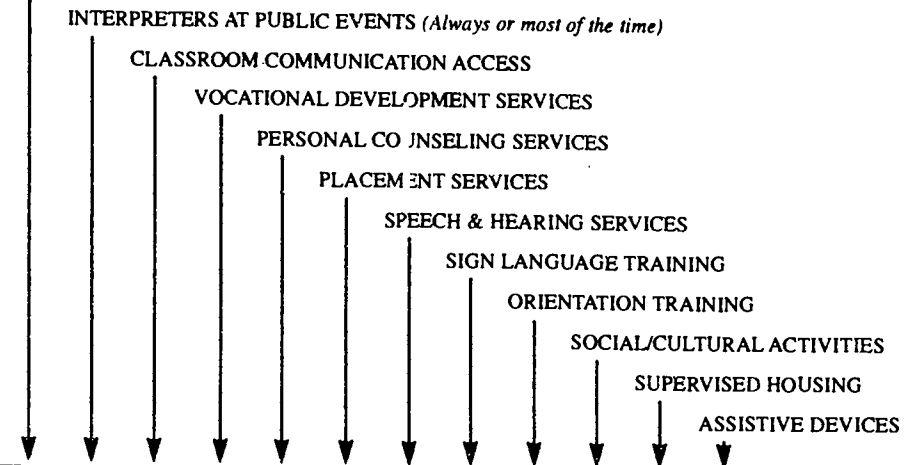 INTERPRETERS AT PUBLIC EVENTS (Always or most of the time)
CLASSROOM COMMUNICATION ACCESS
VOCATIONAL DEVELOPMENT SERVICES
PERSONAL COUNSELING SERVICES
PLACEMENT SERVICES
SPEECH & HEARING SERVICES
SIGN LANGUAGE TRAINING
ORIENTATION TRAINING
SOCIAL/CULTURAL ACTIVITIES
SUPERVISED HOUSING
ASSISTIVE DEVICES